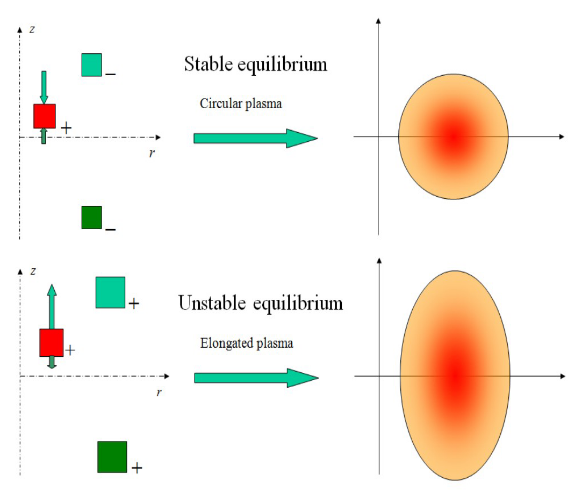 z
−
Stable equilibrium
Circular plasma
+
r
−
z
+
Unstable equilibrium
Elongated plasma
+
r
+